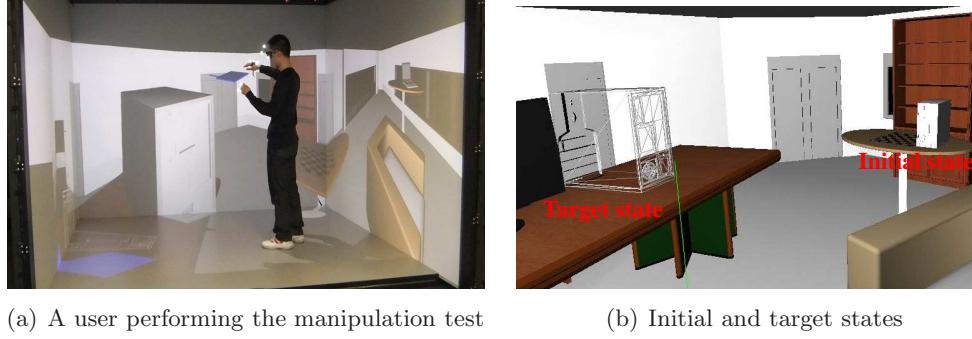 Initial state
Target state
(a) A user performing the manipulation test
(b) Initial and target states